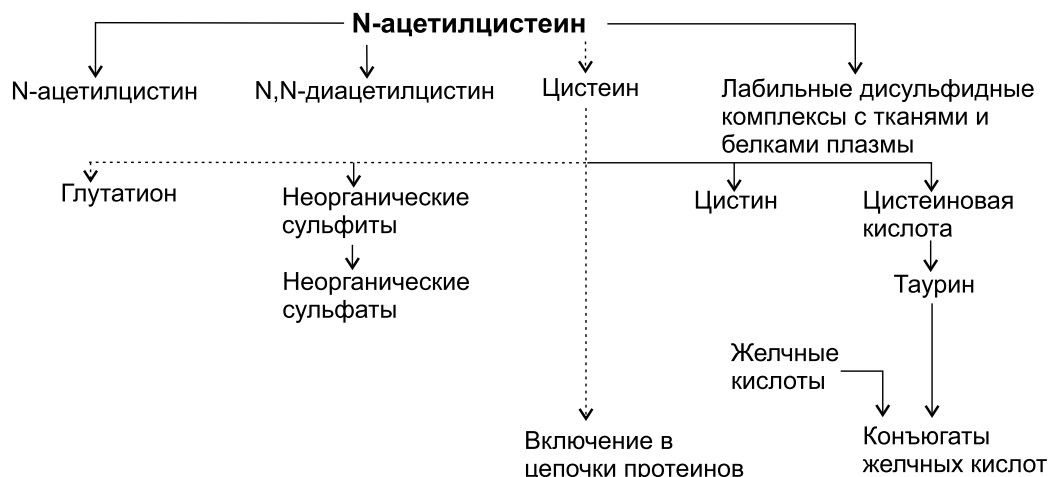 N-ацетилцистеин
N-ацетилцистин
N,N-диацетилцистин
Цистеин
Лабильные дисульфидные
комплексы с тканями и
белками плазмы
Глутатион
Неорганические
сульфиты
Цистин
Цистеиновая
кислота
Неорганические
сульфаты
Таурин
Желчные
кислоты
Включение в
цепочки протеинов
Конъюгаты
желчных кислот